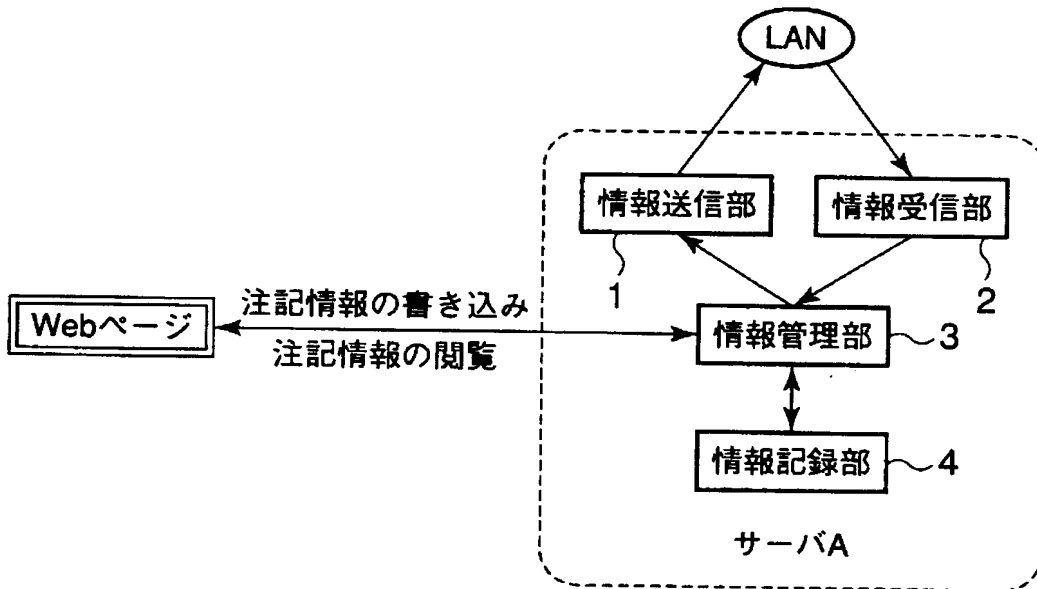 LAN
情報送信部
情報受信部
1
2
注記情報の書き込み
Webページ
注記情報の閲覧
情報管理部
3
情報記録部
4
サーバA